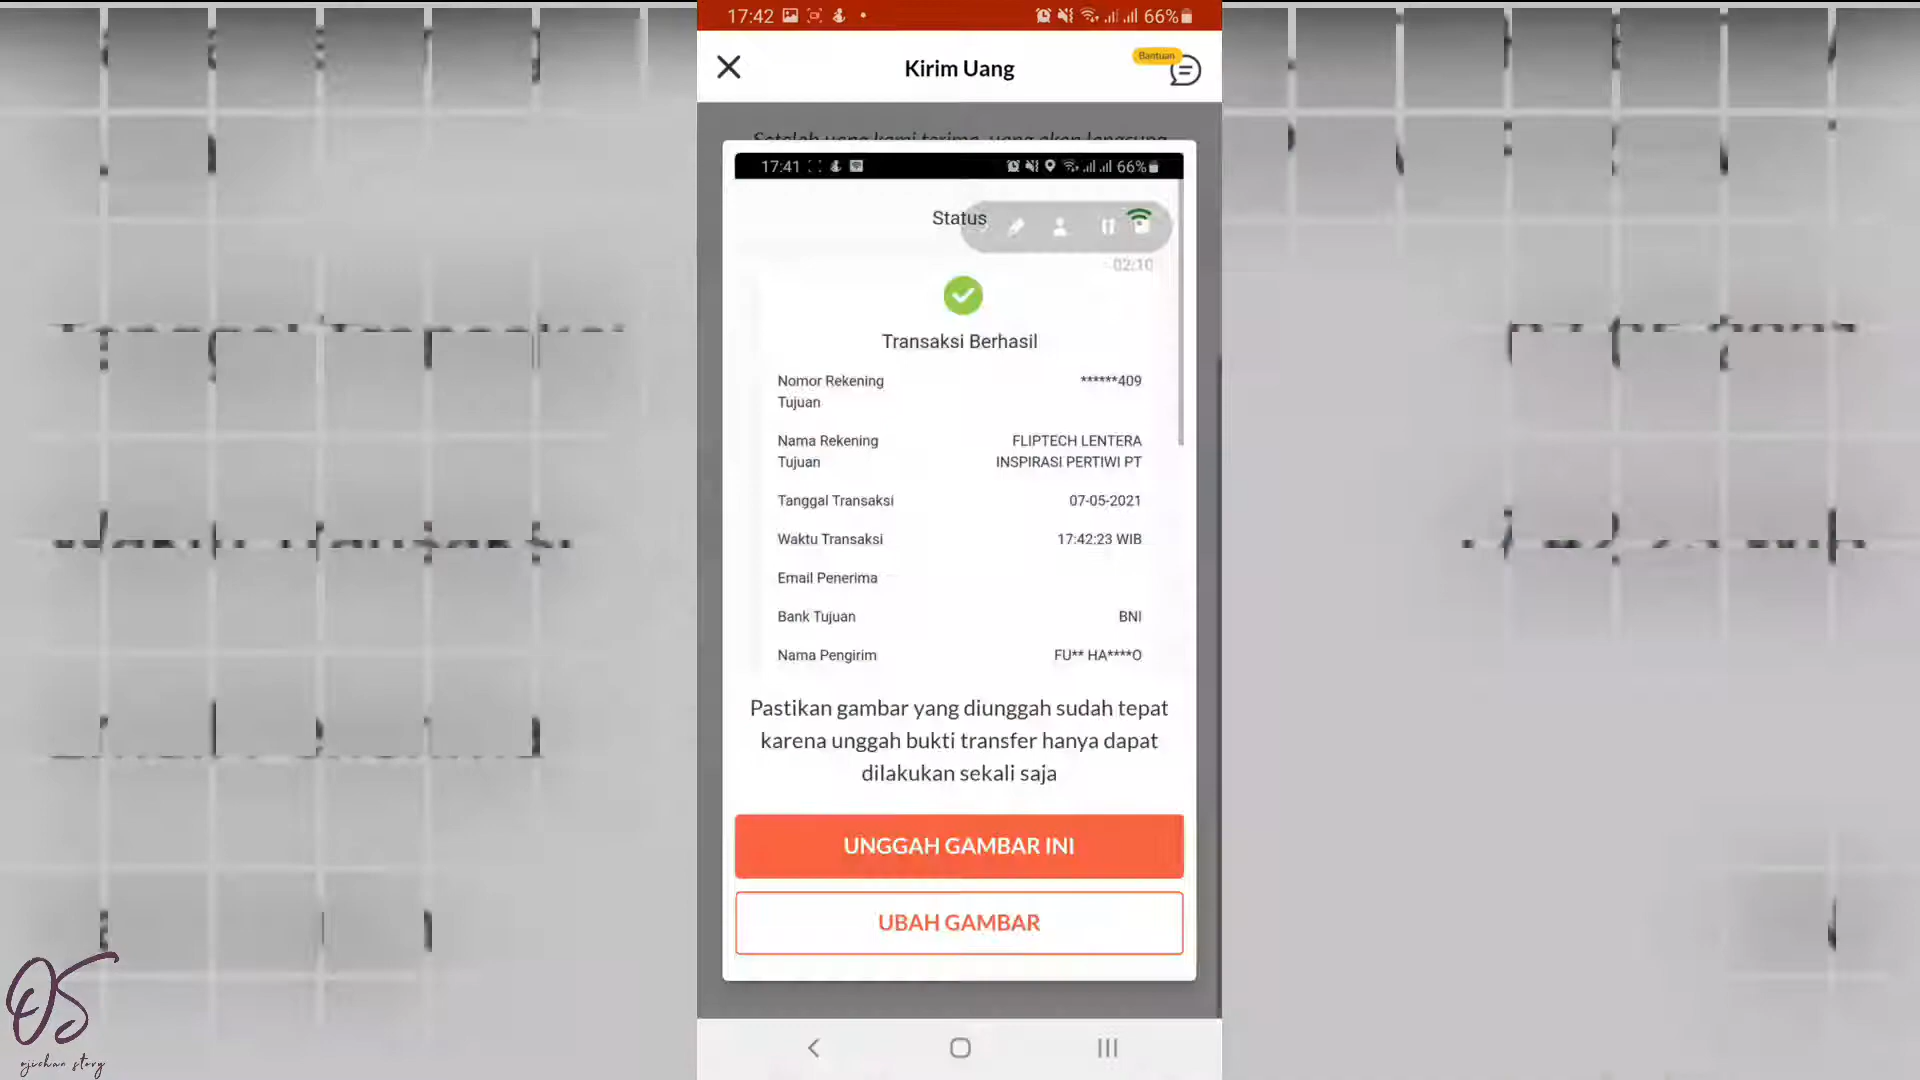 17:42
66%
Kirim Uang
Bantuan
17:41
66%
Status
02:10
Transaksi Berhasil
Nomor Rekening Tujuan
******409
Nama Rekening Tujuan
FLIPTECH LENTERA
INSPIRASI PERTIWI PT
Tanggal Transaksi
07-05-2021
Waktu Transaksi
17:42:23 WIB
Email Penerima
Bank Tujuan
BNI
Nama Pengirim
FU** HA****O
Pastikan gambar yang diunggah sudah tepat
karena unggah bukti transfer hanya dapat
dilakukan sekali saja
UNGGAH GAMBAR INI
UBAH GAMBAR
OS
ojichan story